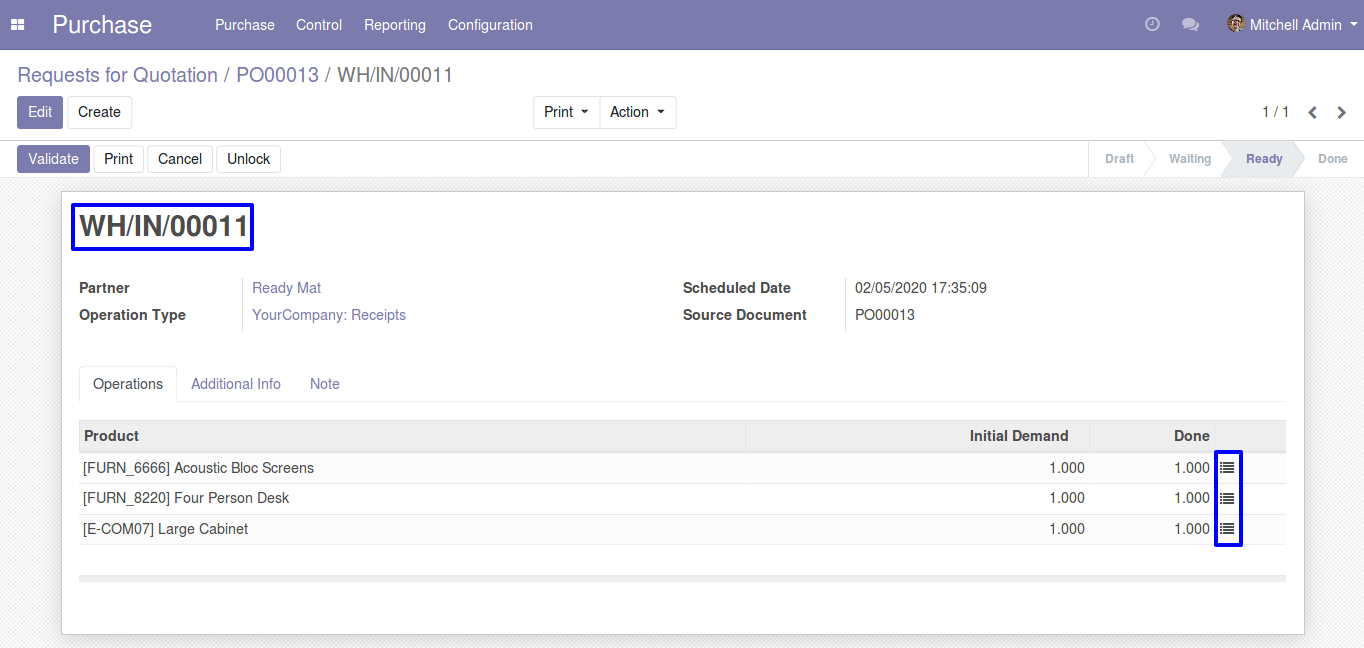 Purchase Purchase Control Reporting Configuration Mitchell Admin
Requests for Quotation / PO00013 / WH/IN/00011
Edit Create Print Action 1 / 1
Validate Print Cancel Unlock Draft Waiting Ready Done
WH/IN/00011
Partner Ready Mat Scheduled Date 02/05/2020 17:35:09
Operation Type YourCompany: Receipts Source Document PO00013
Operations Additional Info Note
Product Initial Demand Done
[FURN_6666] Acoustic Bloc Screens 1.000 1.000
[FURN_8220] Four Person Desk 1.000 1.000
[E-COM07] Large Cabinet 1.000 1.000